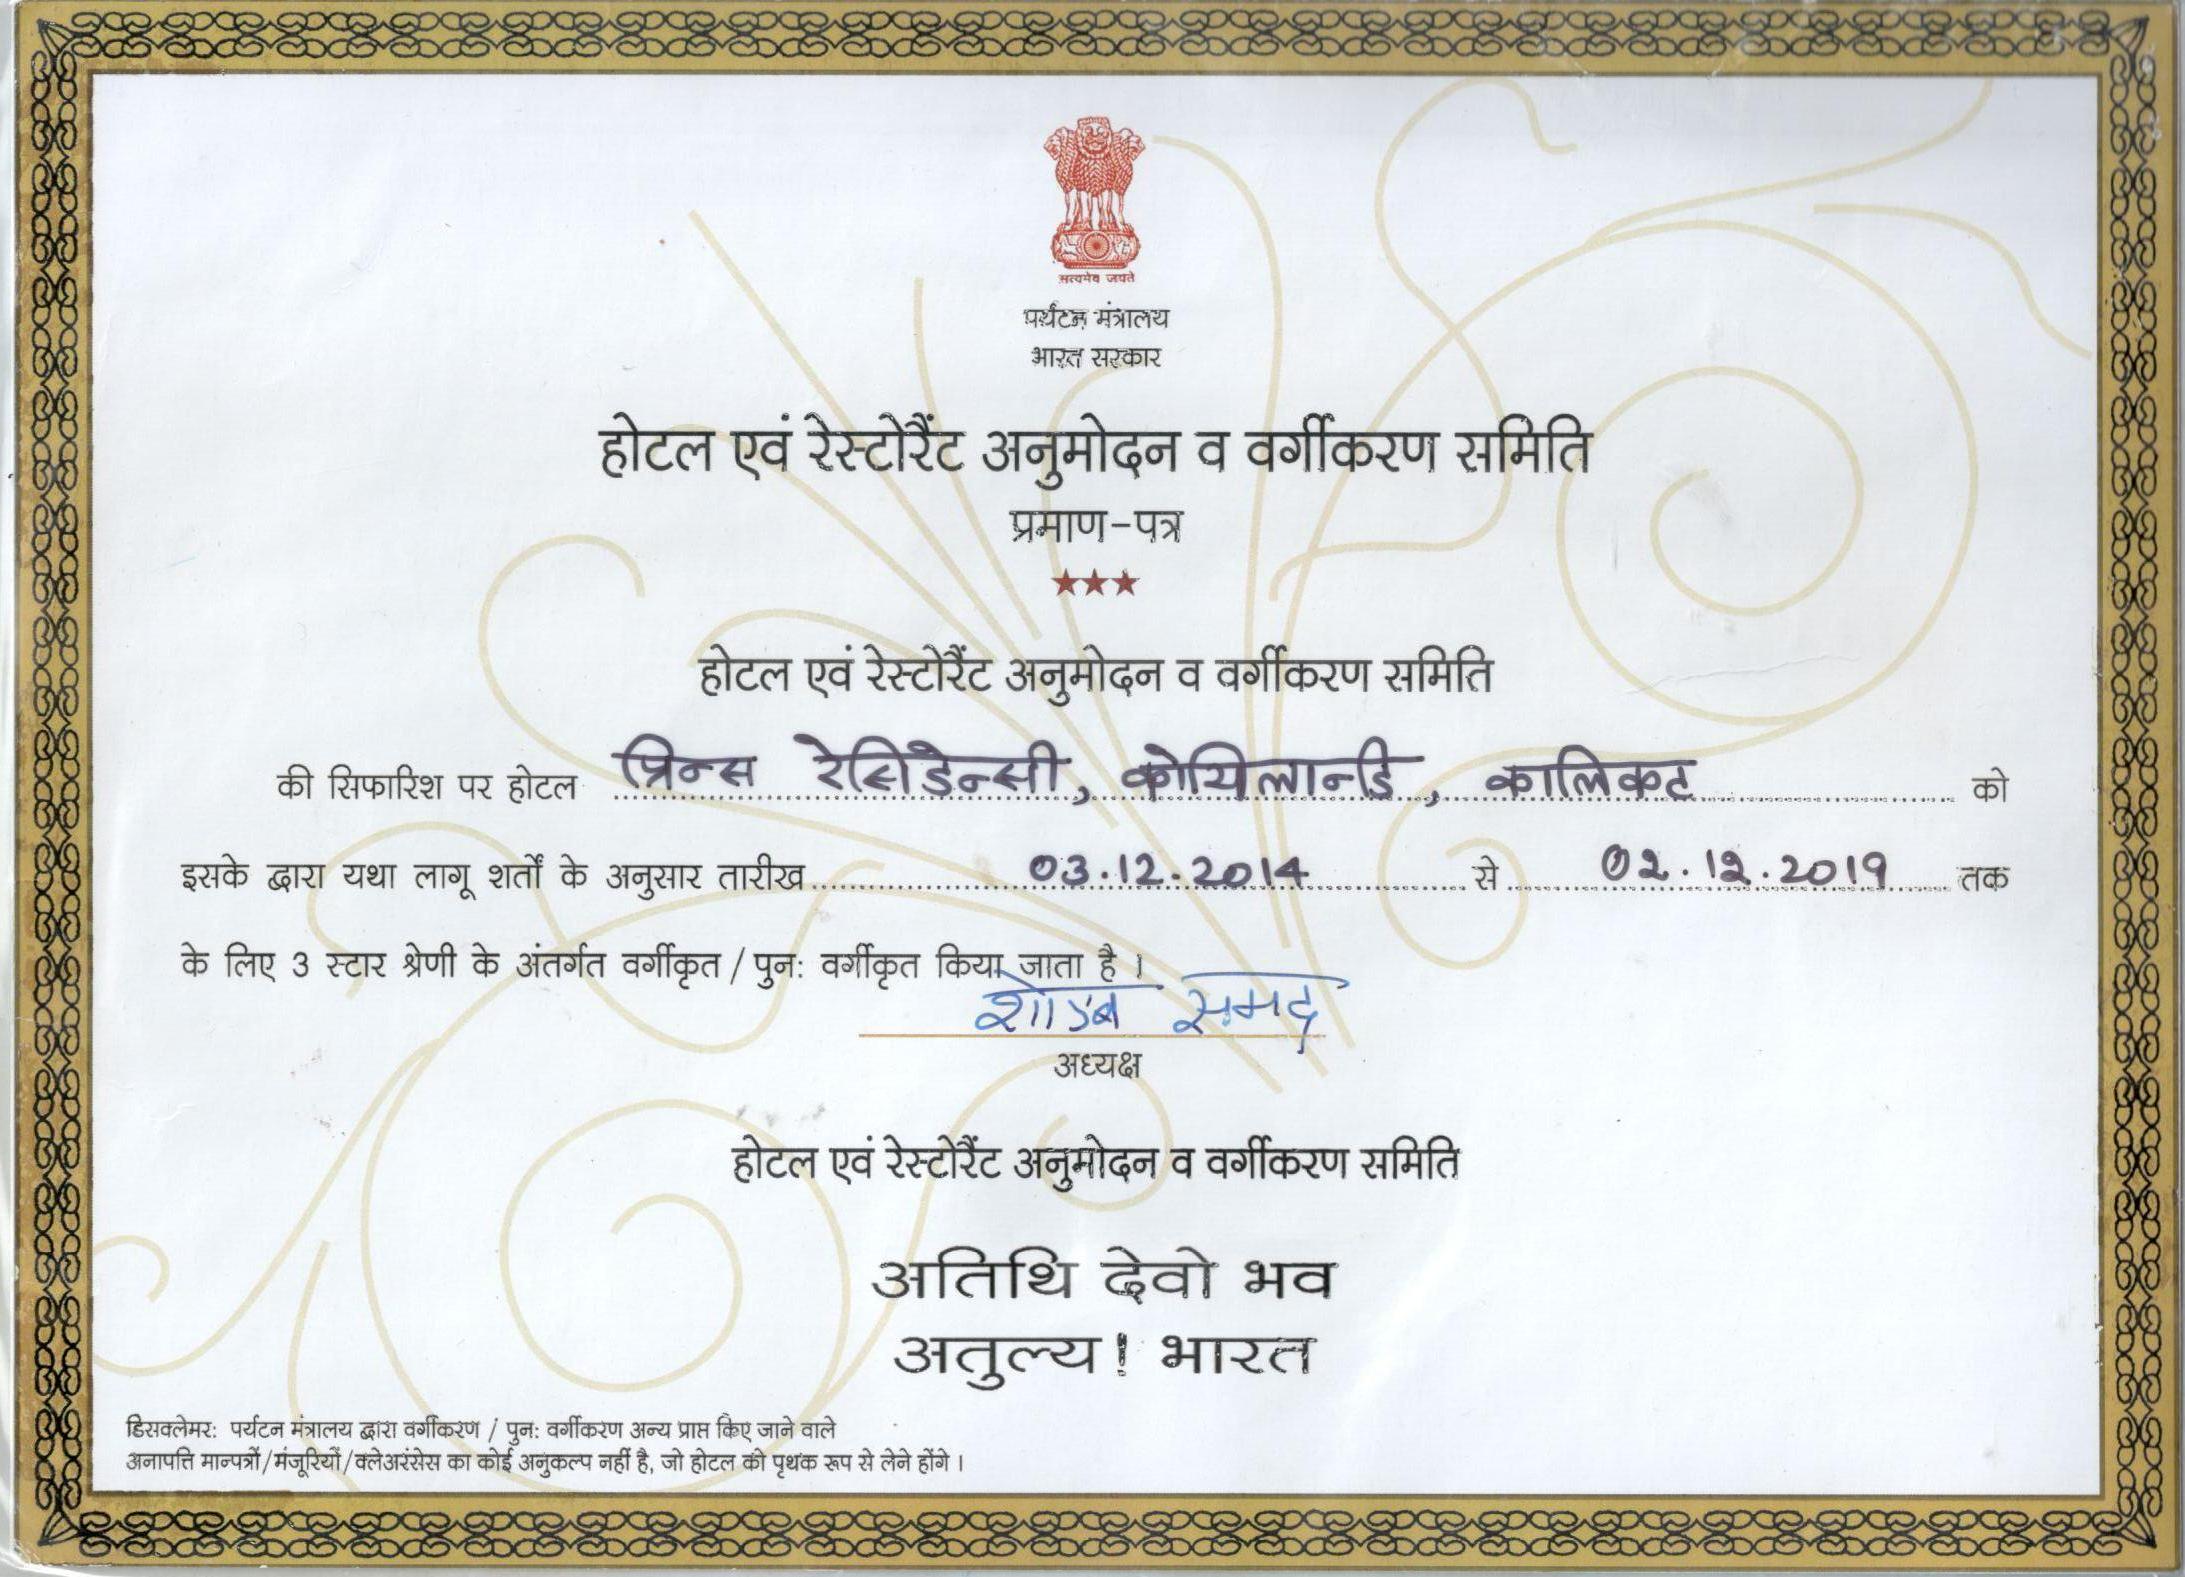 सत्यमेव जयते
पर्यटन मंत्रालय
भारत सरकार
होटल एवं रेस्टोरैंट अनुमोदन व वर्गीकरण समिति
प्रमाण-पत्र
होटल एवं रेस्टोरैंट अनुमोदन व वर्गीकरण समिति
की सिफारिश पर होटल प्रिन्स रेसिडेन्सी, कोयिलान्डि, कालिकट को
इसके द्वारा यथा लागू शर्तों के अनुसार तारीख 03.12.2014 से 02.12.2019 तक
के लिए 3 स्टार श्रेणी के अंतर्गत वर्गीकृत / पुन: वर्गीकृत किया जाता है ।
शोएब समद
अध्यक्ष
होटल एवं रेस्टोरैंट अनुमोदन व वर्गीकरण समिति
अतिथि देवो भव
अतुल्य! भारत
डिसक्लेमर: पर्यटन मंत्रालय द्वारा वर्गीकरण / पुन: वर्गीकरण अन्य प्राप्त किए जाने वाले
अनापत्ति मान्पत्रों/मंजूरियों/क्लेअरंसेस का कोई अनुकल्प नहीं है, जो होटल को पृथक रूप से लेने होंगे ।